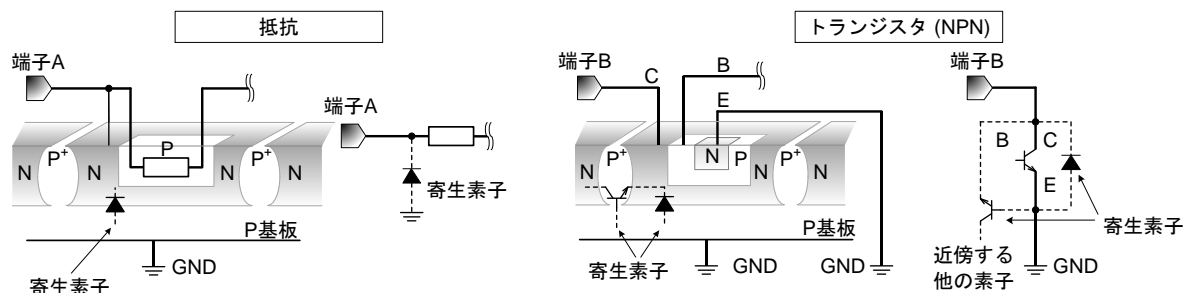 抵抗
トランジスタ (NPN)
端子A
端子A
P
N
P+
N
N
P+
N
寄生素子
P基板
GND
寄生素子
端子B
C
B
E
N
P+
N
N
P
N
P+
N
P基板
寄生素子
GND
GND
端子B
B
C
E
寄生素子
近傍する
他の素子
GND